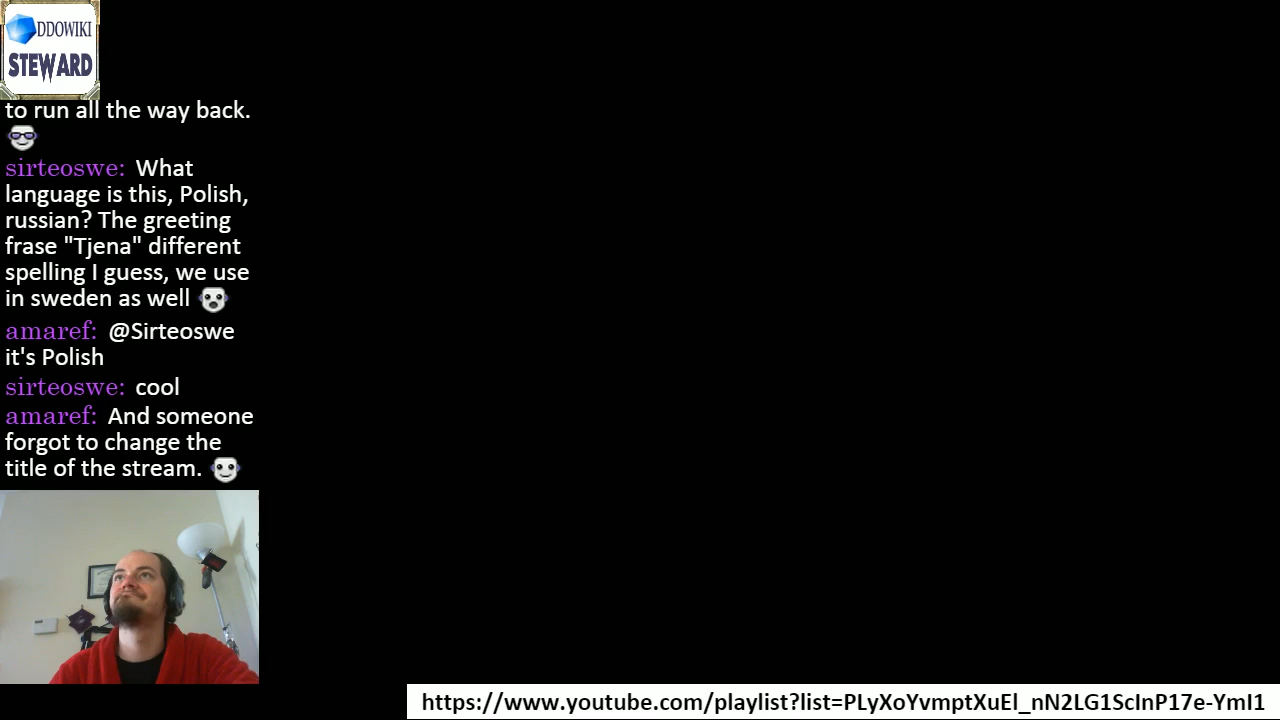 DDOWIKI
STEWARD
to run all the way back.
sirteoswe: What
language is this, Polish,
russian? The greeting
frase "Tjena" different
spelling I guess, we use
in sweden as well
amaref: @Sirteoswe
it's Polish
sirteoswe: cool
amaref: And someone
forgot to change the
title of the stream.
https://www.youtube.com/playlist?list=PLyXoYvmptXuEl_nN2LG1ScInP17e-YmI1